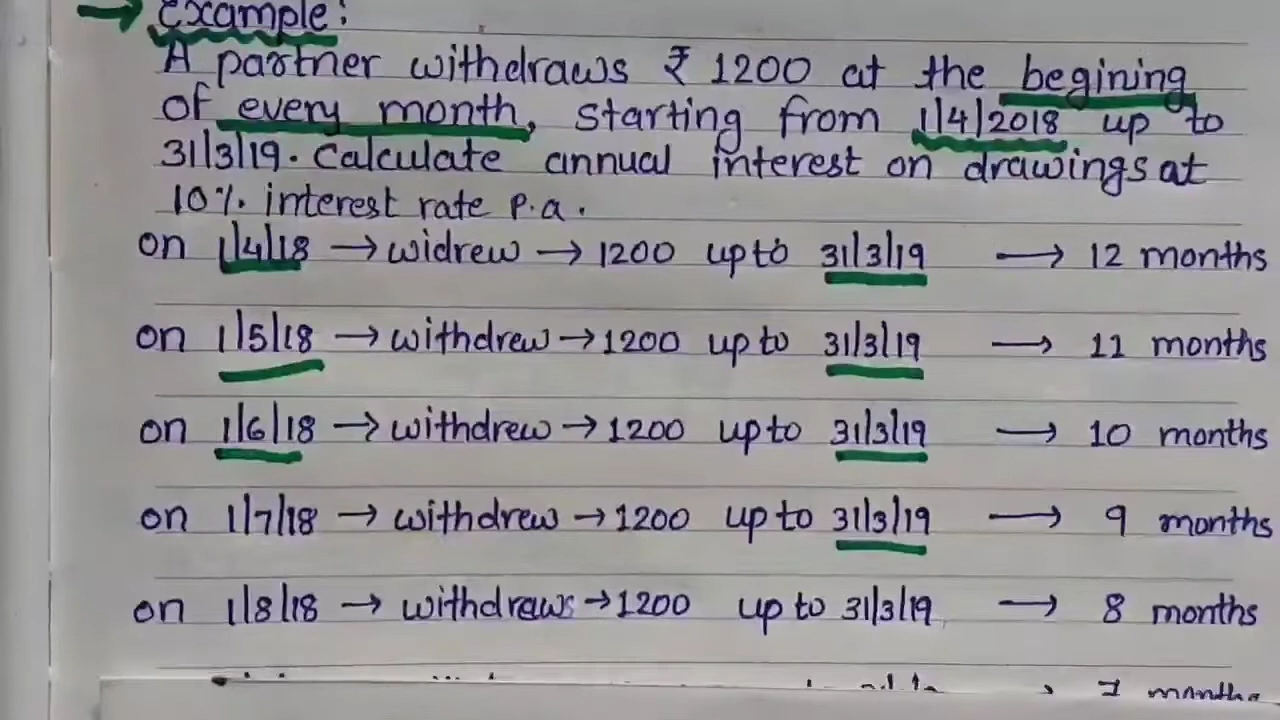 → Example:
A partner withdraws ₹ 1200 at the begining
of every month, starting from 1/4/2018 up to
31/3/19. Calculate annual interest on drawings at
10% interest rate p.a.
on 1/4/18 → widrew → 1200 upto 31/3/19 → 12 months
on 1/5/18 → withdrew → 1200 up to 31/3/19 → 11 months
on 1/6/18 → withdrew → 1200 up to 31/3/19 → 10 months
on 1/7/18 → withdrew → 1200 up to 31/3/19 → 9 months
on 1/8/18 → withdraws → 1200 up to 31/3/19 → 8 months
7 months